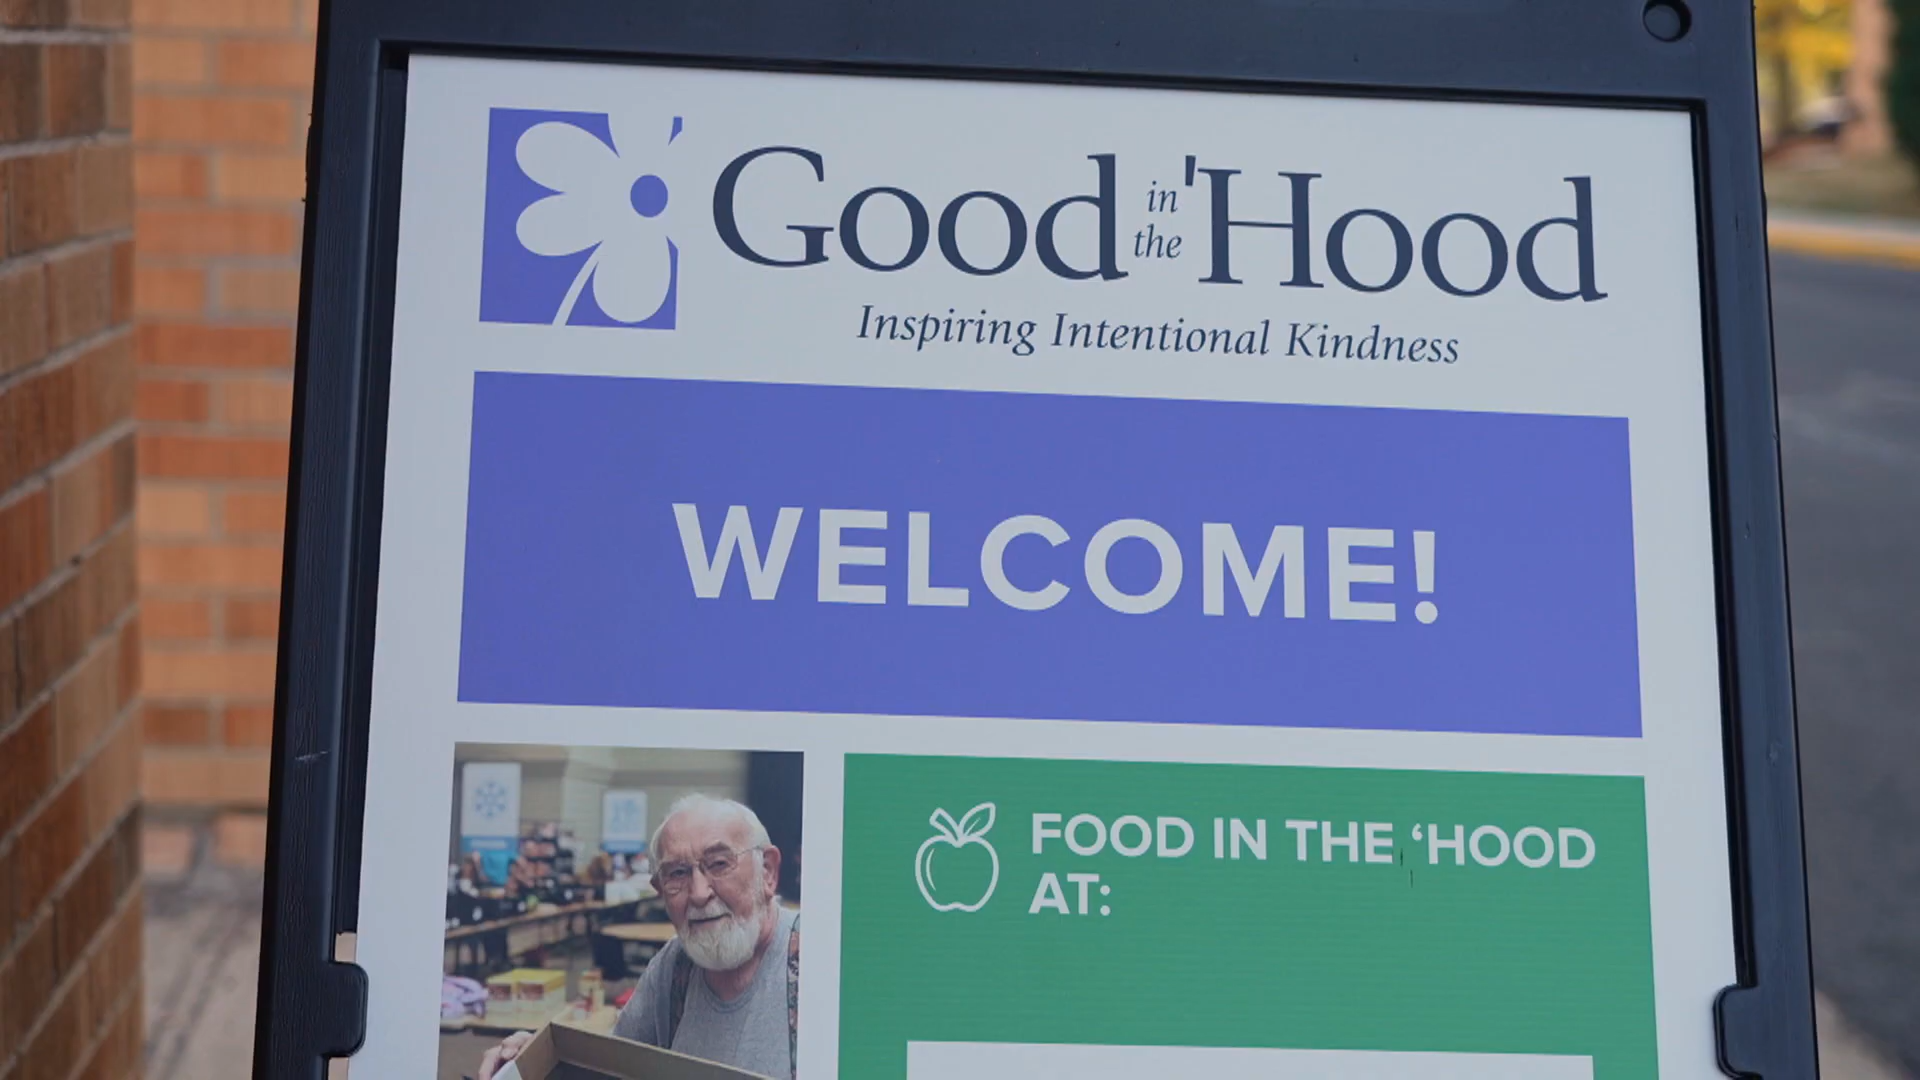 Good in the 'Hood
Inspiring Intentional Kindness
WELCOME!
FOOD IN THE ‘HOOD
AT: